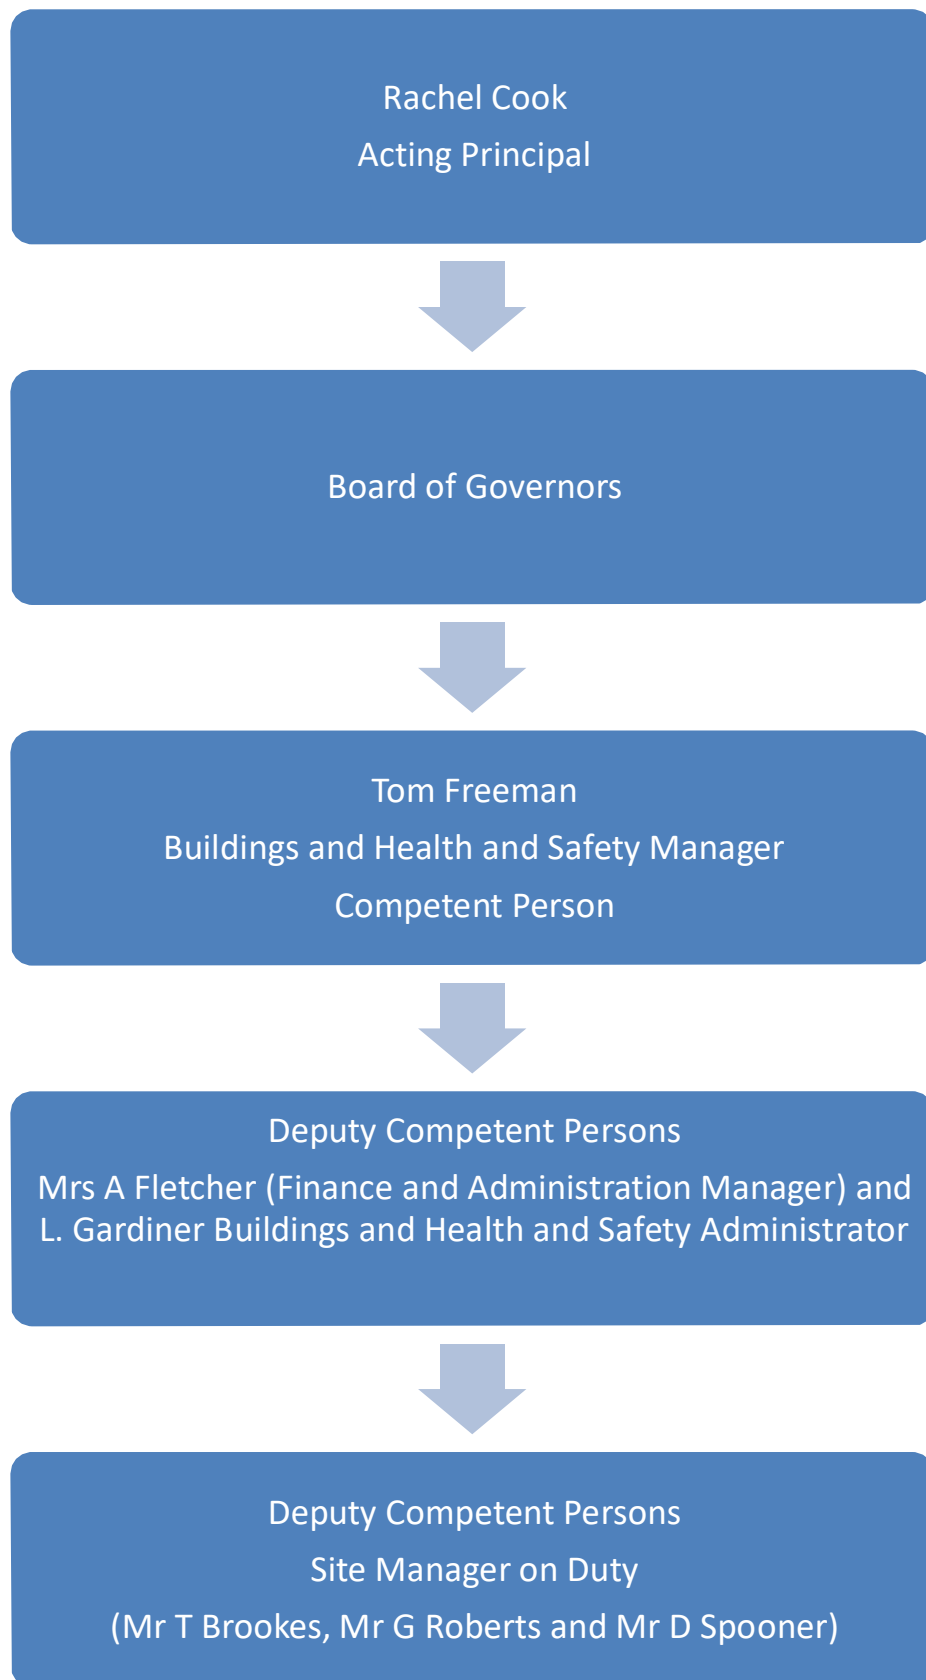 Rachel Cook
Acting Principal
Board of Governors
Tom Freeman
Buildings and Health and Safety Manager
Competent Person
Deputy Competent Persons
Mrs A Fletcher (Finance and Administration Manager) and
L. Gardiner Buildings and Health and Safety Administrator
Deputy Competent Persons
Site Manager on Duty
(Mr T Brookes, Mr G Roberts and Mr D Spooner)